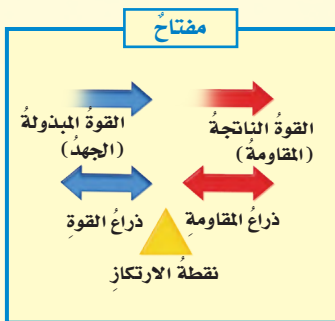 مفتاحٌ
القوةُ الناتجةُ
(المقاومةُ)
القوةُ المبذولةُ
(الجهدُ)
ذراعُ المقاومةِ
ذراعُ القوةِ
نقطةُ الارتكازِ